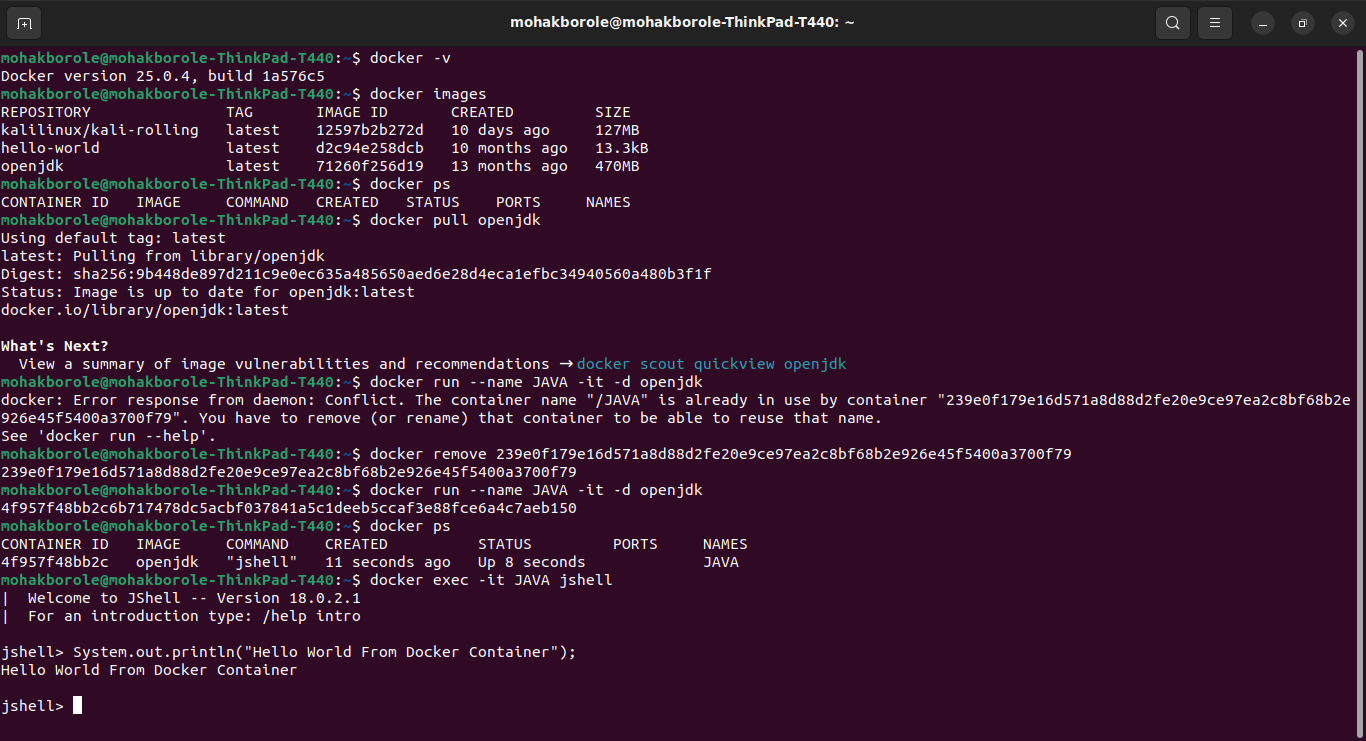 mohakborole@mohakborole-ThinkPad-T440: ~
mohakborole@mohakborole-ThinkPad-T440:~$ docker -v
Docker version 25.0.4, build 1a576c5
mohakborole@mohakborole-ThinkPad-T440:~$ docker images
REPOSITORY               TAG       IMAGE ID       CREATED         SIZE
kalilinux/kali-rolling   latest    12597b2b272d   10 days ago     127MB
hello-world              latest    d2c94e258dcb   10 months ago   13.3kB
openjdk                  latest    71260f256d19   13 months ago   470MB
mohakborole@mohakborole-ThinkPad-T440:~$ docker ps
CONTAINER ID   IMAGE     COMMAND   CREATED   STATUS    PORTS     NAMES
mohakborole@mohakborole-ThinkPad-T440:~$ docker pull openjdk
Using default tag: latest
latest: Pulling from library/openjdk
Digest: sha256:9b448de897d211c9e0ec635a485650aed6e28d4eca1efbc34940560a480b3f1f
Status: Image is up to date for openjdk:latest
docker.io/library/openjdk:latest
What's Next?
  View a summary of image vulnerabilities and recommendations → docker scout quickview openjdk
mohakborole@mohakborole-ThinkPad-T440:~$ docker run --name JAVA -it -d openjdk
docker: Error response from daemon: Conflict. The container name "/JAVA" is already in use by container "239e0f179e16d571a8d88d2fe20e9ce97ea2c8bf68b2e
926e45f5400a3700f79". You have to remove (or rename) that container to be able to reuse that name.
See 'docker run --help'.
mohakborole@mohakborole-ThinkPad-T440:~$ docker remove 239e0f179e16d571a8d88d2fe20e9ce97ea2c8bf68b2e926e45f5400a3700f79
239e0f179e16d571a8d88d2fe20e9ce97ea2c8bf68b2e926e45f5400a3700f79
mohakborole@mohakborole-ThinkPad-T440:~$ docker run --name JAVA -it -d openjdk
4f957f48bb2c6b717478dc5acbf037841a5c1deeb5ccaf3e88fce6a4c7aeb150
mohakborole@mohakborole-ThinkPad-T440:~$ docker ps
CONTAINER ID   IMAGE     COMMAND    CREATED          STATUS         PORTS     NAMES
4f957f48bb2c   openjdk   "jshell"   11 seconds ago   Up 8 seconds             JAVA
mohakborole@mohakborole-ThinkPad-T440:~$ docker exec -it JAVA jshell
|  Welcome to JShell -- Version 18.0.2.1
|  For an introduction type: /help intro
jshell> System.out.println("Hello World From Docker Container");
Hello World From Docker Container
jshell>